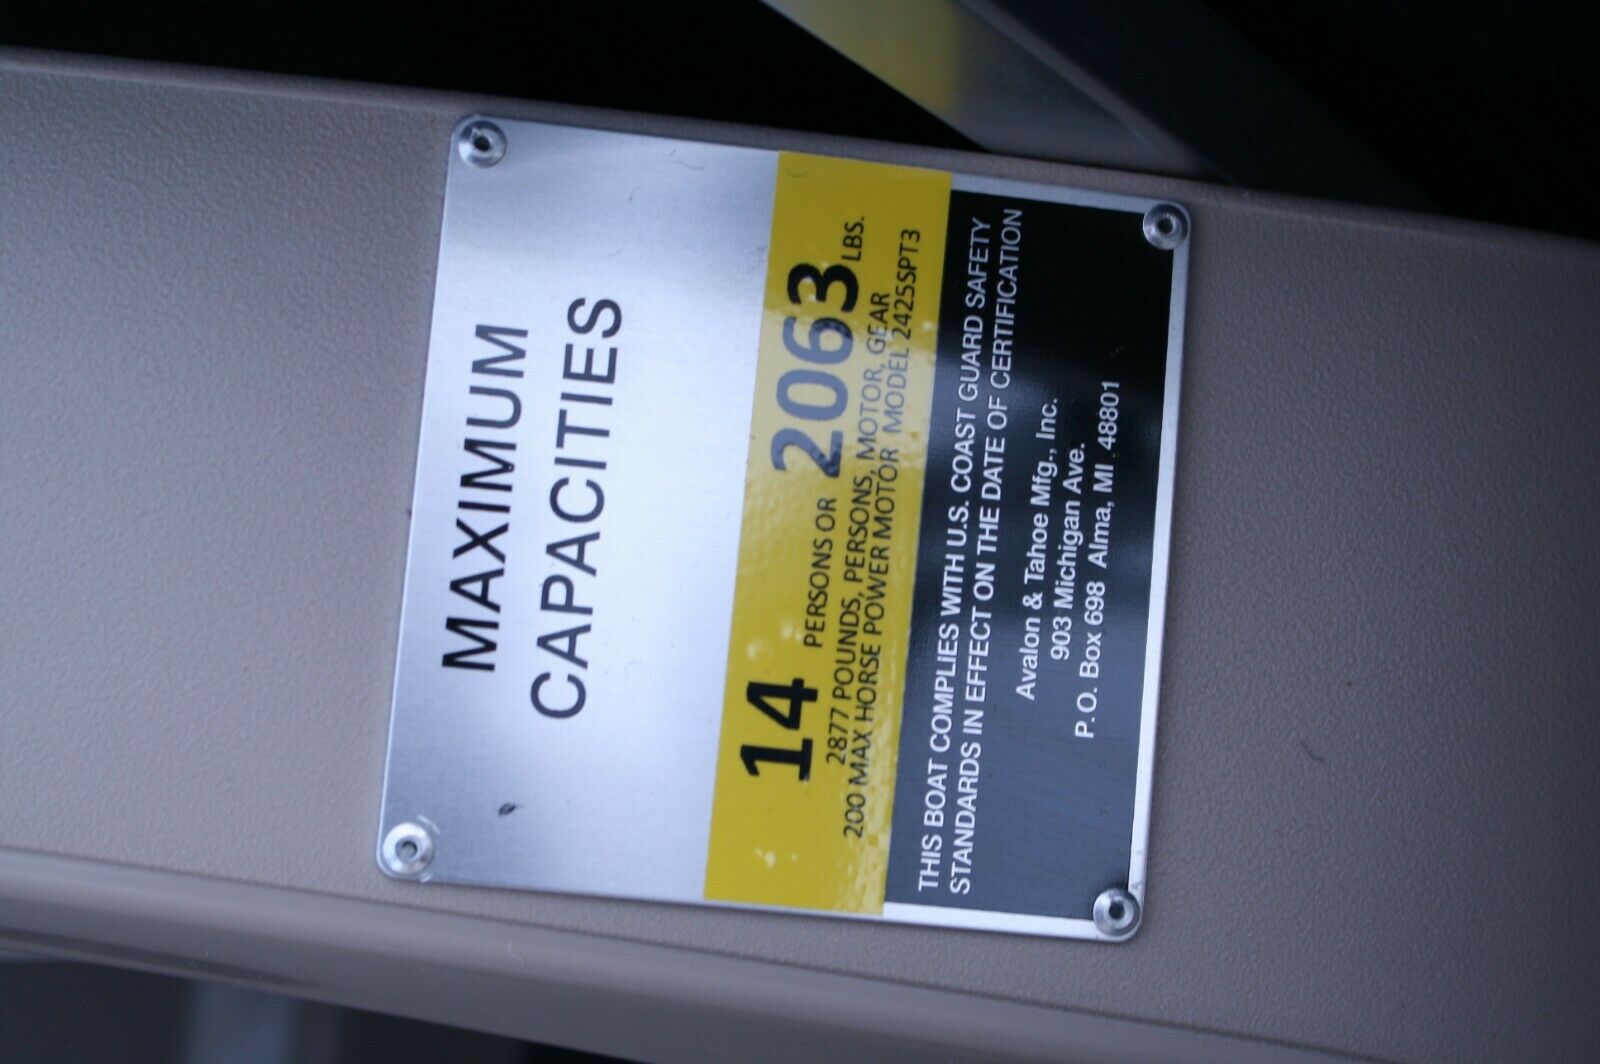 MAXIMUM
CAPACITIES
14 PERSONS OR 2063 LBS.
2877 POUNDS, PERSONS, MOTOR, GEAR
200 MAX HORSE POWER MOTOR MODEL 2425SPT3
THIS BOAT COMPLIES WITH U.S. COAST GUARD SAFETY
STANDARDS IN EFFECT ON THE DATE OF CERTIFICATION
Avalon & Tahoe Mfg., Inc.
903 Michigan Ave.
P.O. Box 698 Alma, MI 48801